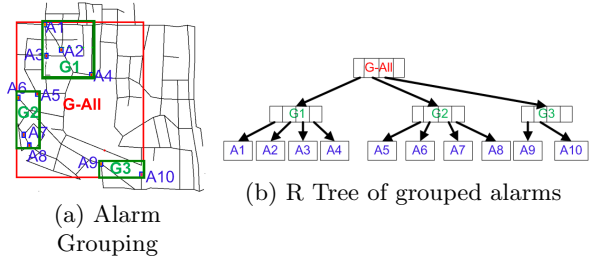 A1
A3 A2
G1
A4
A6 A5
G2 G-All
A7
A8 A9 G3
A10
(a) Alarm
Grouping
G-All
G1 G2 G3
A1 A2 A3 A4 A5 A6 A7 A8 A9 A10
(b) R Tree of grouped alarms